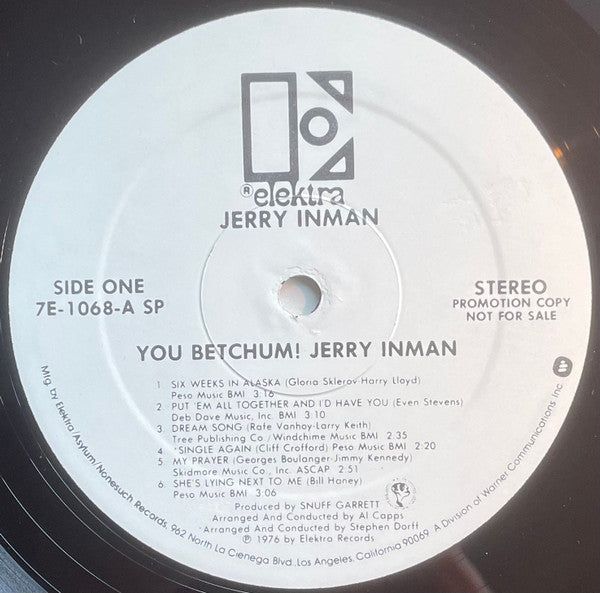 ® elektra
JERRY INMAN
SIDE ONE
7E-1068-A SP
STEREO
PROMOTION COPY
NOT FOR SALE
YOU BETCHUM! JERRY INMAN
1. SIX WEEKS IN ALASKA (Gloria Sklerov-Harry Lloyd)
Peso Music BMI 3:16
2. PUT 'EM ALL TOGETHER AND I'D HAVE YOU (Even Stevens)
Deb Dave Music, Inc. BMI 3:10
3. DREAM SONG (Rafe Vanhoy-Larry Keith)
Tree Publishing Co./Windchime Music BMI 2:35
4. *SINGLE AGAIN (Cliff Crofford) Peso Music BMI 2:20
5. MY PRAYER (Georges Boulanger-Jimmy Kennedy)
Skidmore Music Co., Inc. ASCAP 2:51
6. SHE'S LYING NEXT TO ME (Bill Haney)
Peso Music BMI 3:06
Produced by SNUFF GARRETT
Arranged And Conducted by Al Capps
*Arranged And Conducted by Stephen Dorff
℗ 1976 by Elektra Records
Mfg. by Elektra/Asylum/Nonesuch Records, 962 North La Cienega Blvd., Los Angeles, California 90069. A Division of Warner Communications Inc.